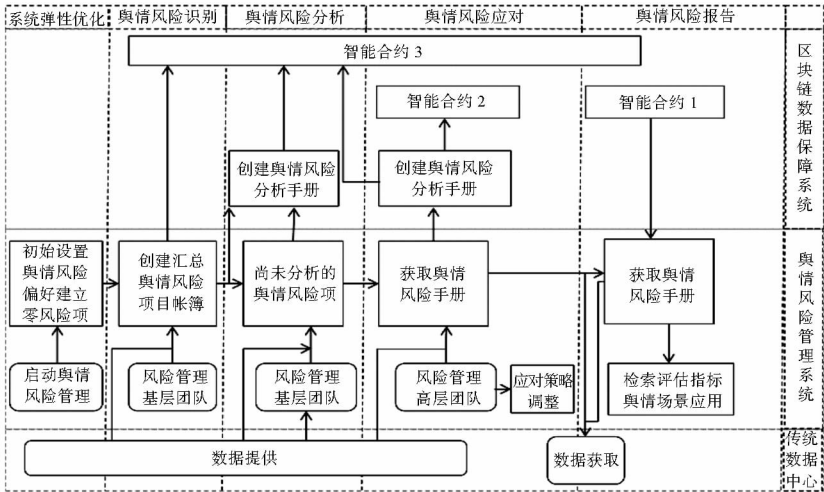 系统弹性优化
舆情风险识别
舆情风险分析
舆情风险应对
舆情风险报告
智能合约 3
智能合约 2
智能合约 1
创建舆情风险
分析手册
创建舆情风险
分析手册
区块链数据保障系统
初始设置
舆情风险
偏好建立
零风险项
创建汇总
舆情风险
项目帐簿
尚未分析的
舆情风险项
获取舆情
风险手册
获取舆情
风险手册
启动舆情
风险管理
风险管理
基层团队
风险管理
基层团队
风险管理
高层团队
应对策略
调整
检索评估指标
舆情场景应用
舆情风险管理系统
数据提供
数据获取
传统
数据
中心